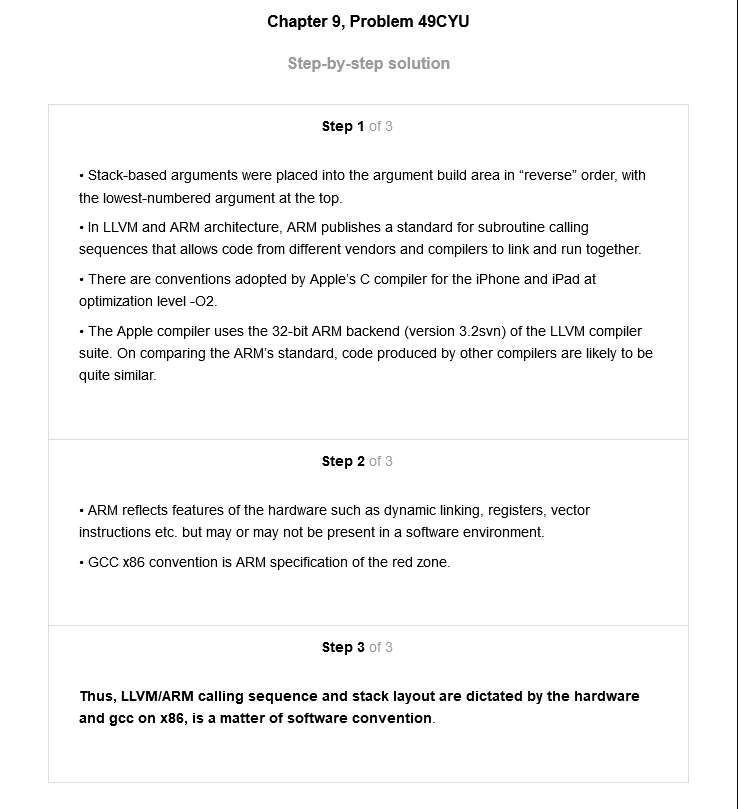 Chapter 9, Problem 49CYU
Step-by-step solution
Step 1 of 3
• Stack-based arguments were placed into the argument build area in “reverse” order, with
the lowest-numbered argument at the top.
• In LLVM and ARM architecture, ARM publishes a standard for subroutine calling
sequences that allows code from different vendors and compilers to link and run together.
• There are conventions adopted by Apple’s C compiler for the iPhone and iPad at
optimization level -O2.
• The Apple compiler uses the 32-bit ARM backend (version 3.2svn) of the LLVM compiler
suite. On comparing the ARM’s standard, code produced by other compilers are likely to be
quite similar.
Step 2 of 3
• ARM reflects features of the hardware such as dynamic linking, registers, vector
instructions etc. but may or may not be present in a software environment.
• GCC x86 convention is ARM specification of the red zone.
Step 3 of 3
Thus, LLVM/ARM calling sequence and stack layout are dictated by the hardware
and gcc on x86, is a matter of software convention.